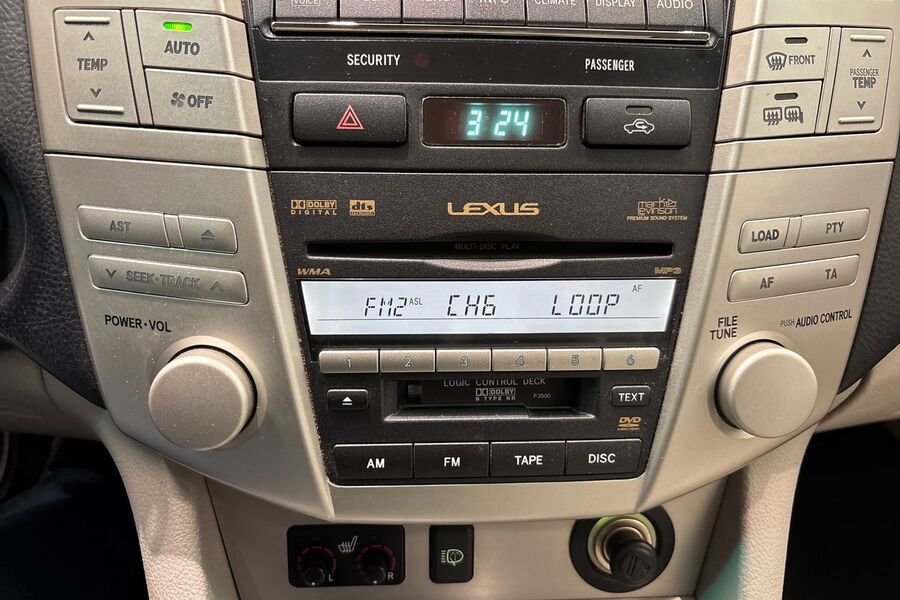 VOICE INFO CLIMATE DISPLAY AUDIO
SECURITY PASSENGER
TEMP AUTO
OFF
FRONT
PASSENGER
TEMP
3 24
DOLBY
DIGITAL
dts
LEXUS
mark levinson
PREMIUM SOUND SYSTEM
AST
LOAD PTY
MULTI-DISC PLAY
SEEK•TRACK
WMA MP3
AF TA
FM2 ASL CH6 LOOP AF
POWER•VOL
FILE
TUNE
PUSH AUDIO CONTROL
1 2 3 4 5 6
LOGIC CONTROL DECK
DOLBY
B TYPE NR
P3500
TEXT
DVD
AM FM TAPE DISC
L R